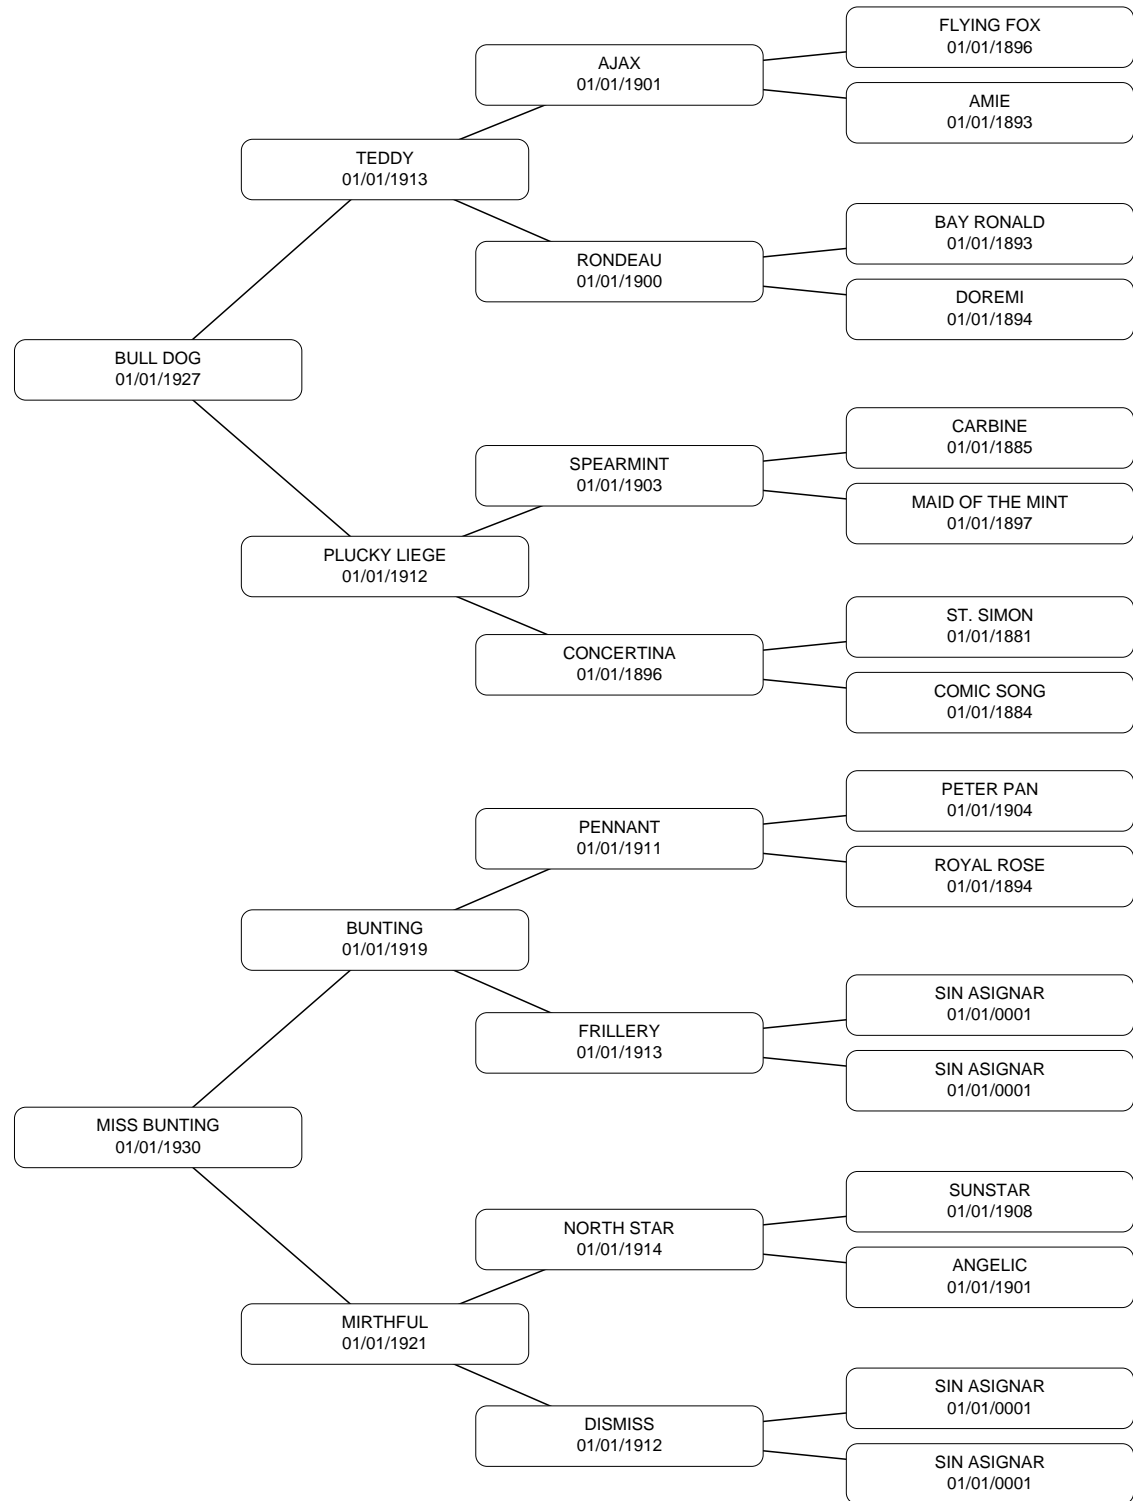 FLYING FOX
01/01/1896
AJAX
01/01/1901
AMIE
01/01/1893
TEDDY
01/01/1913
BAY RONALD
01/01/1893
RONDEAU
01/01/1900
DOREMI
01/01/1894
BULL DOG
01/01/1927
CARBINE
01/01/1885
SPEARMINT
01/01/1903
MAID OF THE MINT
01/01/1897
PLUCKY LIEGE
01/01/1912
ST. SIMON
01/01/1881
CONCERTINA
01/01/1896
COMIC SONG
01/01/1884
PETER PAN
01/01/1904
PENNANT
01/01/1911
ROYAL ROSE
01/01/1894
BUNTING
01/01/1919
SIN ASIGNAR
01/01/0001
FRILLERY
01/01/1913
SIN ASIGNAR
01/01/0001
MISS BUNTING
01/01/1930
SUNSTAR
01/01/1908
NORTH STAR
01/01/1914
ANGELIC
01/01/1901
MIRTHFUL
01/01/1921
SIN ASIGNAR
01/01/0001
DISMISS
01/01/1912
SIN ASIGNAR
01/01/0001